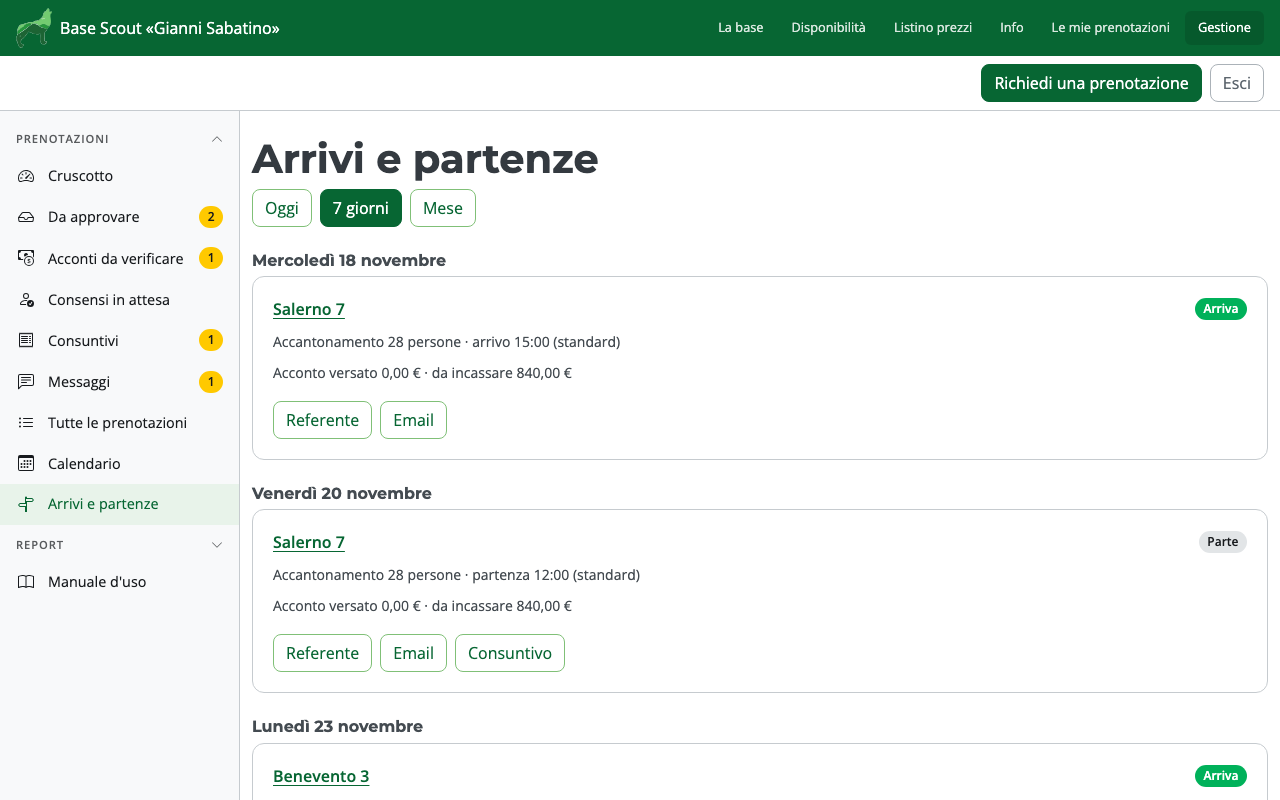 Base Scout «Gianni Sabatino»
La base
Disponibilità
Listino prezzi
Info
Le mie prenotazioni
Gestione
Richiedi una prenotazione
Esci
PRENOTAZIONI
Cruscotto
Da approvare 2
Acconti da verificare 1
Consensi in attesa
Consuntivi 1
Messaggi 1
Tutte le prenotazioni
Calendario
Arrivi e partenze
REPORT
Manuale d'uso
Arrivi e partenze
Oggi
7 giorni
Mese
Mercoledì 18 novembre
Salerno 7
Arriva
Accantonamento 28 persone · arrivo 15:00 (standard)
Acconto versato 0,00 € · da incassare 840,00 €
Referente
Email
Venerdì 20 novembre
Salerno 7
Parte
Accantonamento 28 persone · partenza 12:00 (standard)
Acconto versato 0,00 € · da incassare 840,00 €
Referente
Email
Consuntivo
Lunedì 23 novembre
Benevento 3
Arriva